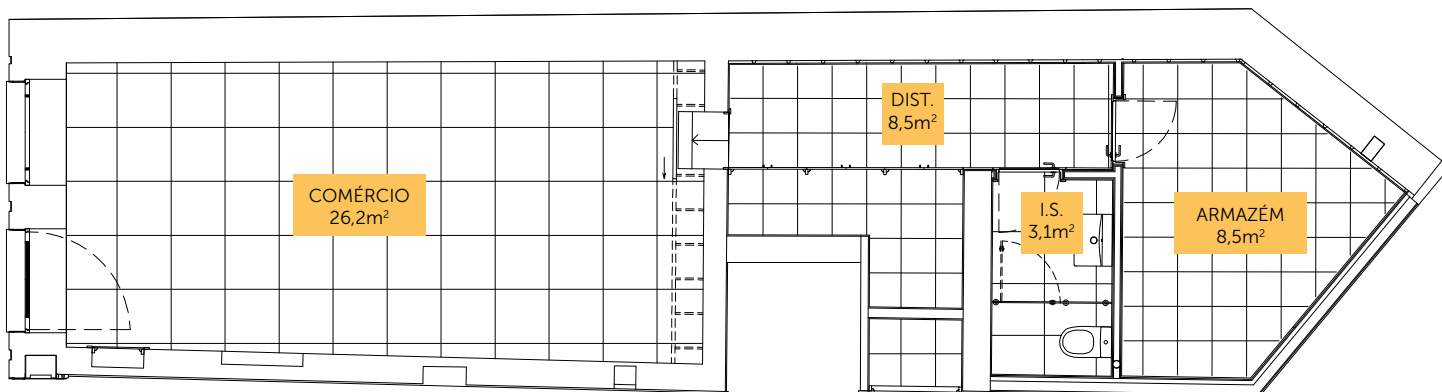 COMÉRCIO
26,2m²
DIST.
8,5m²
I.S.
3,1m²
ARMAZÉM
8,5m²